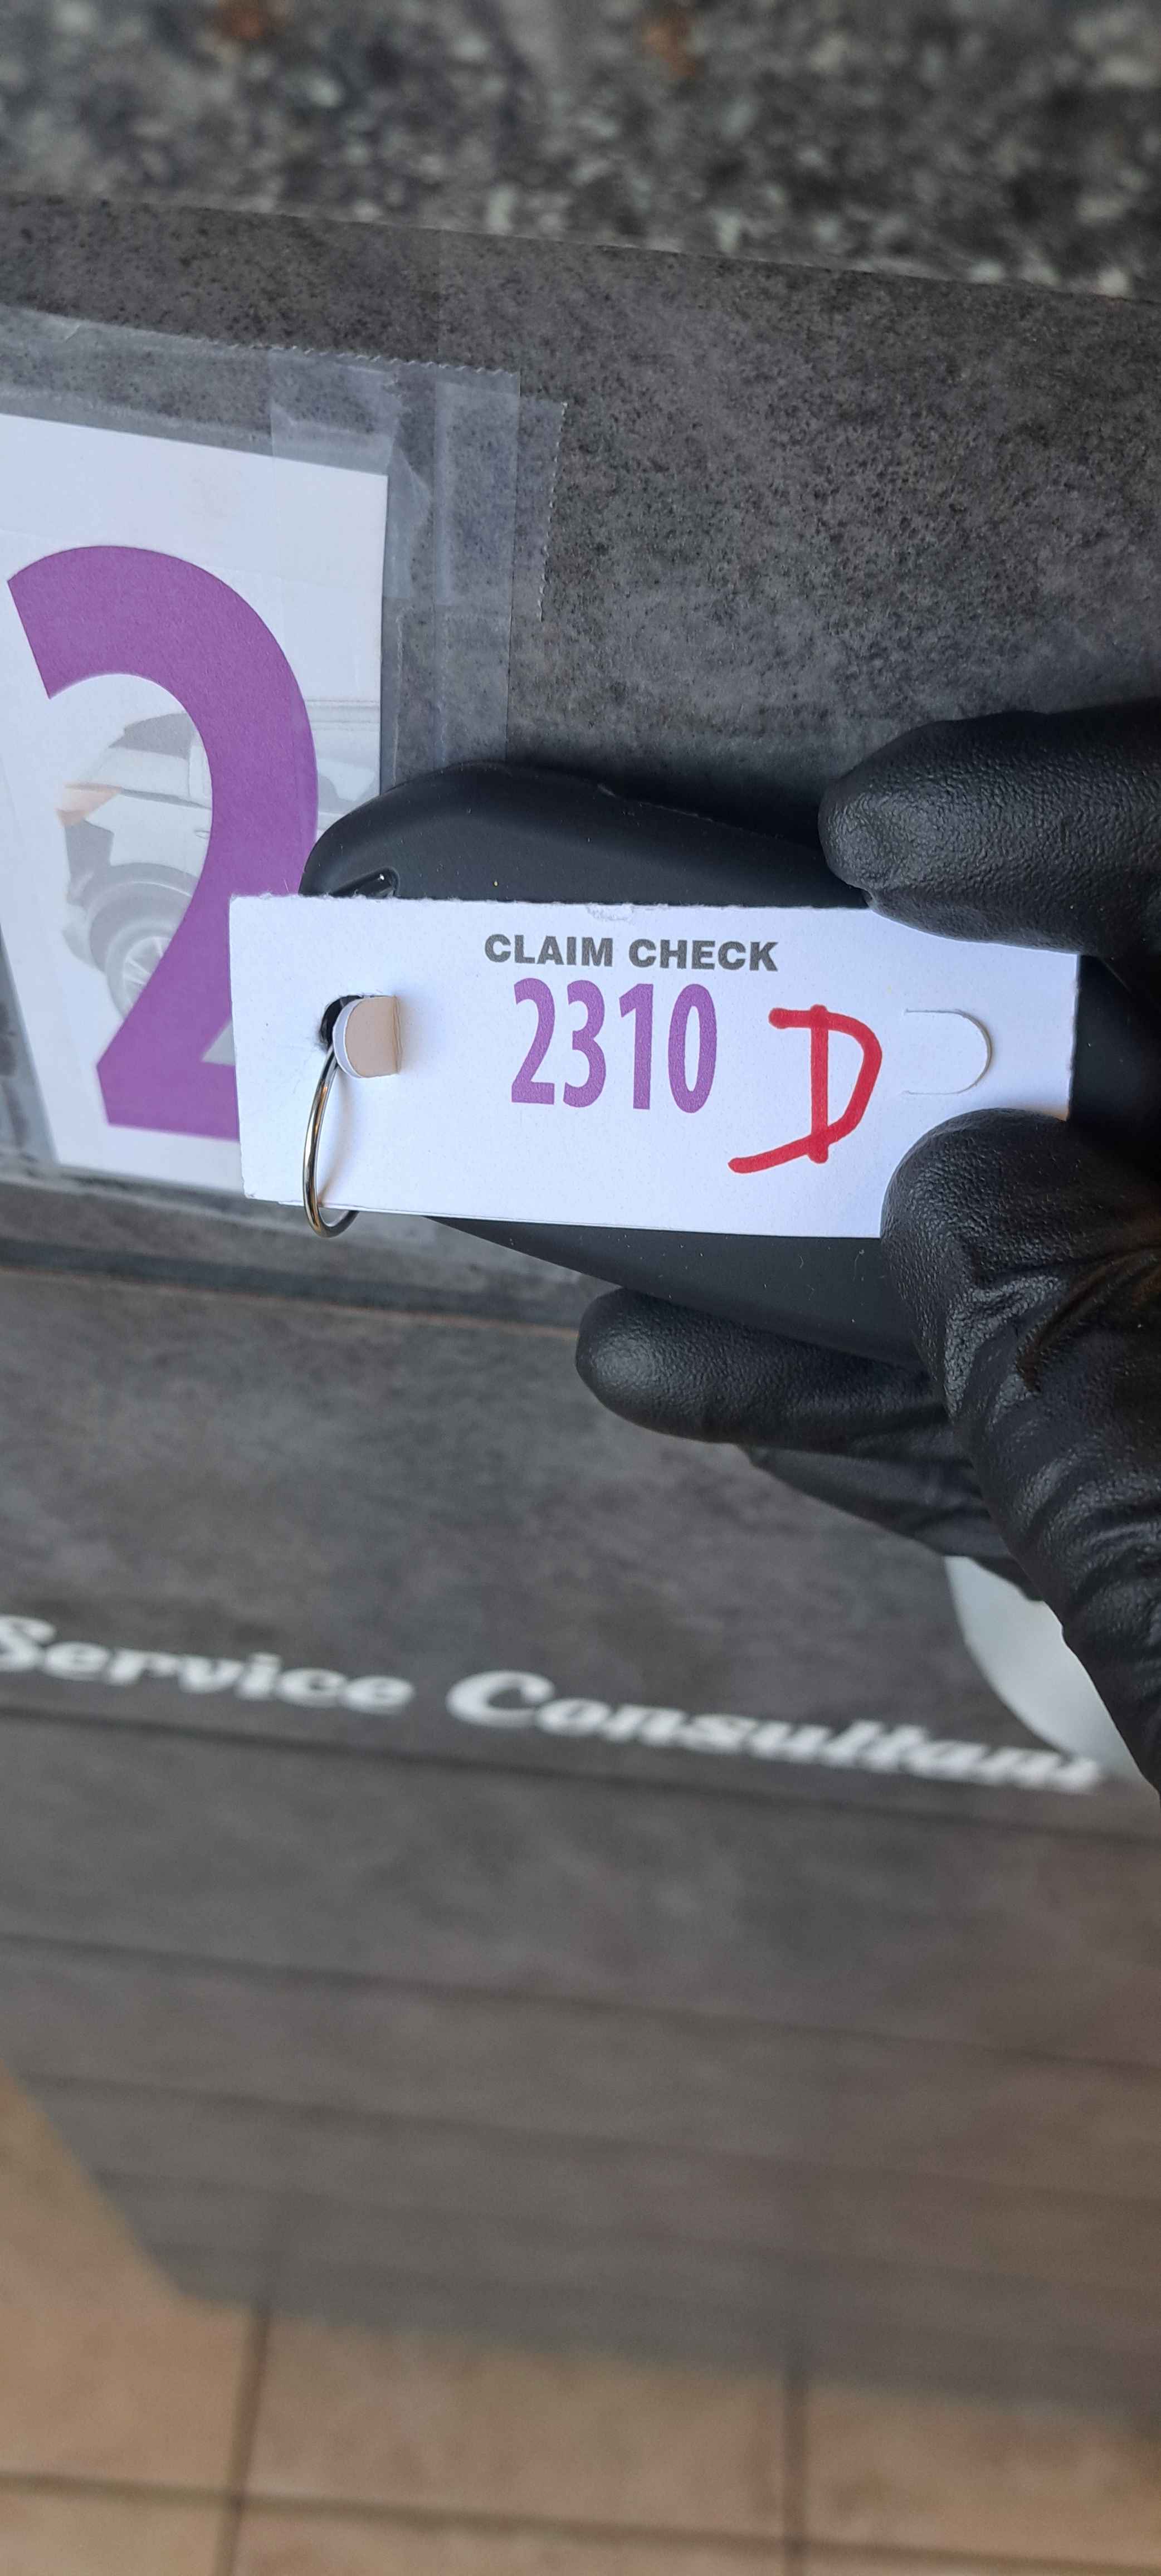 2
CLAIM CHECK
2310 D
Service Consultant